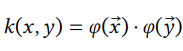 k(x, y) = φ(x⃗) · φ(y⃗)